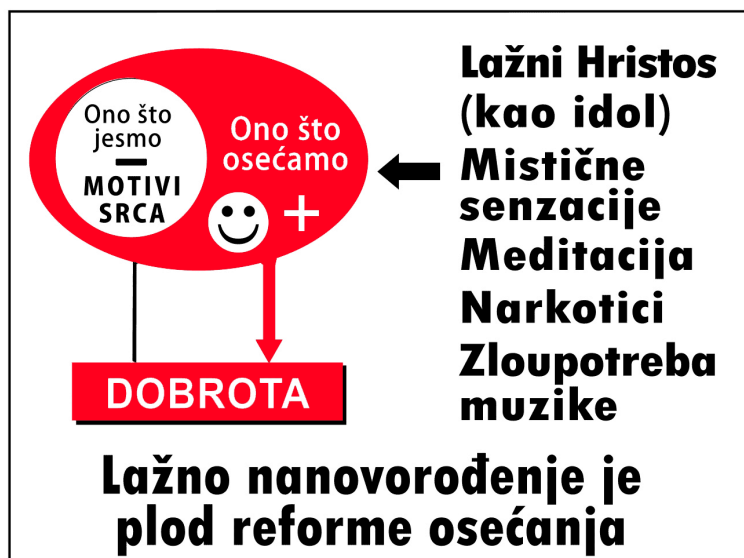 Ono što
jesmo
–
MOTIVI
SRCA
Ono što
osećamo
+
DOBROTA
Lažni Hristos
(kao idol)
Mistične
senzacije
Meditacija
Narkotici
Zloupotreba
muzike
Lažno nanovorođenje je
plod reforme osećanja